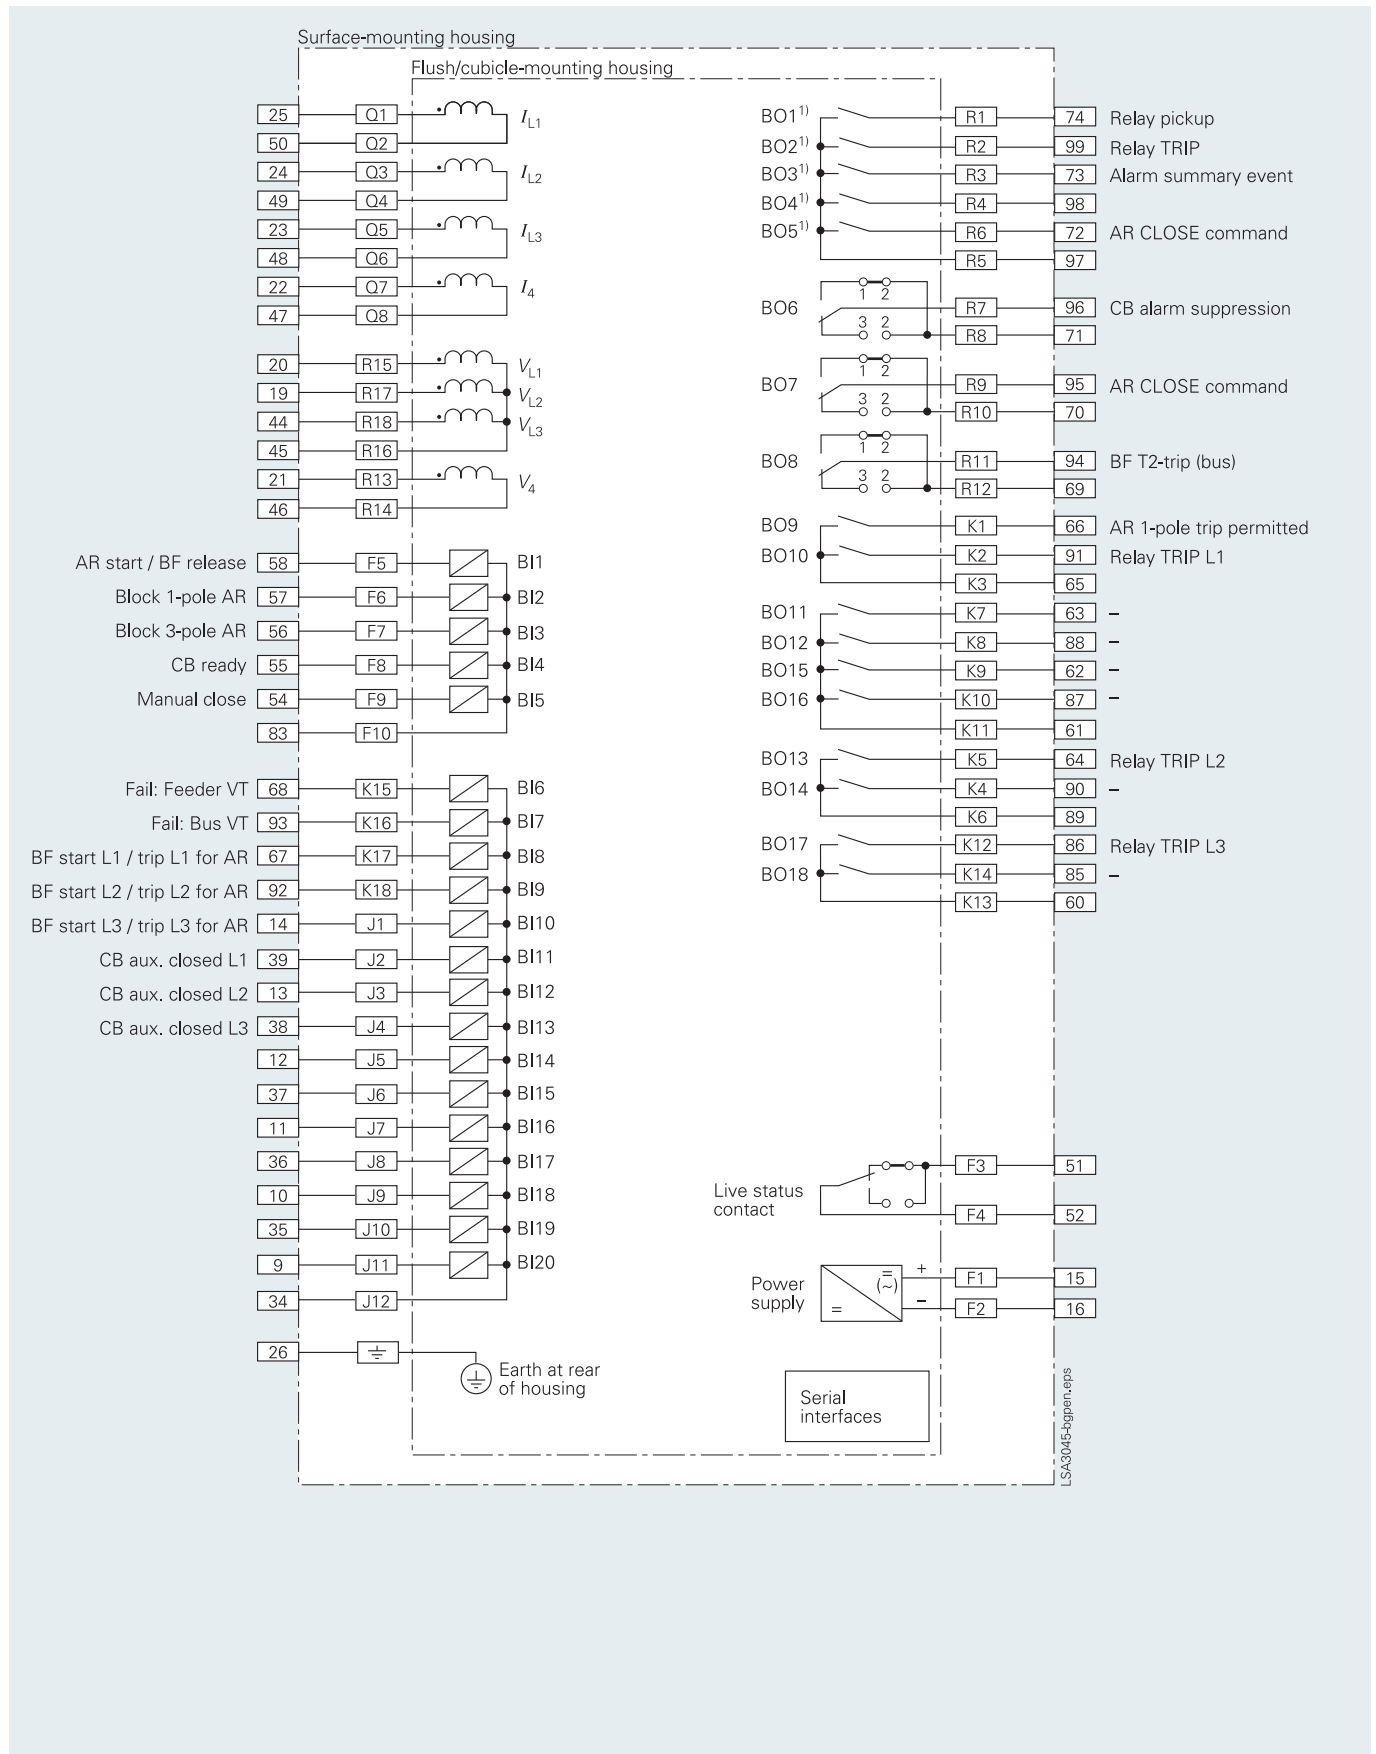 Surface-mounting housing
Flush/cubicle-mounting housing
25 Q1 I L1
50 Q2
24 Q3 I L2
49 Q4
23 Q5 I L3
48 Q6
22 Q7 I 4
47 Q8
20 R15 V L1
19 R17 V L2
44 R18 V L3
45 R16
21 R13 V 4
46 R14
AR start / BF release 58 F5 BI1
Block 1-pole AR 57 F6 BI2
Block 3-pole AR 56 F7 BI3
CB ready 55 F8 BI4
Manual close 54 F9 BI5
83 F10
Fail: Feeder VT 68 K15 BI6
Fail: Bus VT 93 K16 BI7
BF start L1 / trip L1 for AR 67 K17 BI8
BF start L2 / trip L2 for AR 92 K18 BI9
BF start L3 / trip L3 for AR 14 J1 BI10
CB aux. closed L1 39 J2 BI11
CB aux. closed L2 13 J3 BI12
CB aux. closed L3 38 J4 BI13
12 J5 BI14
37 J6 BI15
11 J7 BI16
36 J8 BI17
10 J9 BI18
35 J10 BI19
9 J11 BI20
34 J12
26
Earth at rear
of housing
BO1 1) R1 74 Relay pickup
BO2 1) R2 99 Relay TRIP
BO3 1) R3 73 Alarm summary event
BO4 1) R4 98
BO5 1) R6 72 AR CLOSE command
R5 97
1 2
BO6 R7 96 CB alarm suppression
3 2
R8 71
1 2
BO7 R9 95 AR CLOSE command
3 2
R10 70
1 2
BO8 R11 94 BF T2-trip (bus)
3 2
R12 69
BO9 K1 66 AR 1-pole trip permitted
BO10 K2 91 Relay TRIP L1
K3 65
BO11 K7 63 –
BO12 K8 88 –
BO15 K9 62 –
BO16 K10 87 –
K11 61
BO13 K5 64 Relay TRIP L2
BO14 K4 90 –
K6 89
BO17 K12 86 Relay TRIP L3
BO18 K14 85 –
K13 60
Live status
contact
F3 51
F4 52
Power
supply
= (~) =
+ F1 15
– F2 16
Serial
interfaces
LSA3045-bgpen.eps